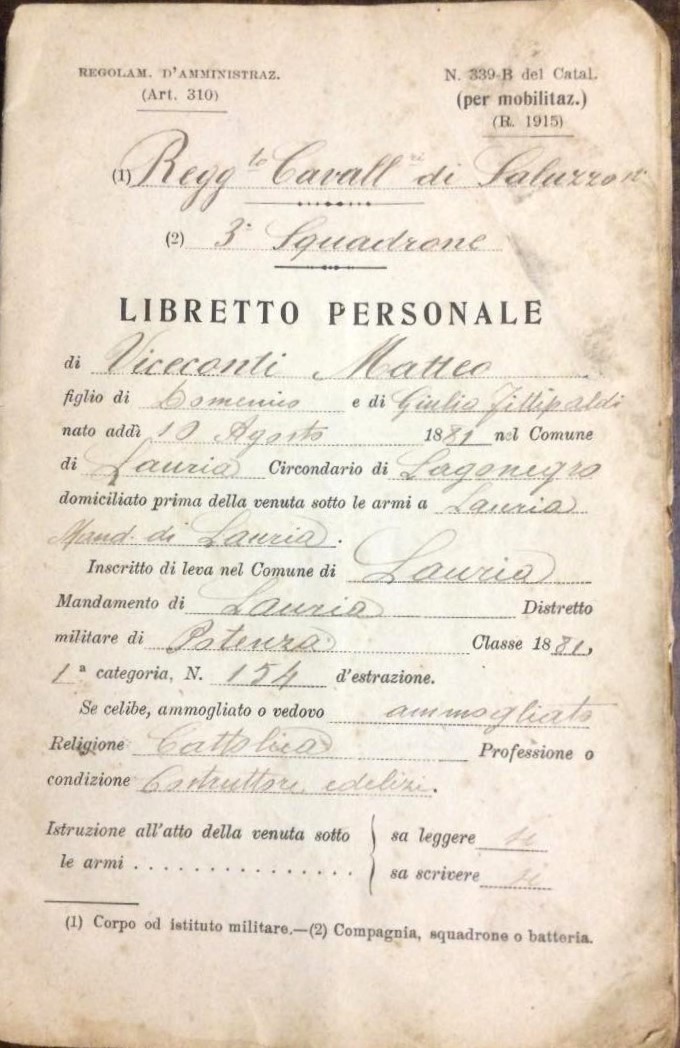 REGOLAM. D'AMMINISTRAZ.
(Art. 310)
N. 339-B del Catal.
(per mobilitaz.)
(R. 1915)
(1) Regg.to Cavall.ri di Saluzzo
(2) 3° Squadrone
LIBRETTO PERSONALE
di Viceconti Matteo
figlio di Domenico e di Giulio Fittipaldi
nato addì 10 Agosto 1881 nel Comune
di Lauria Circondario di Lagonegro
domiciliato prima della venuta sotto le armi a Lauria
Mand. di Lauria.
Inscritto di leva nel Comune di Lauria
Mandamento di Lauria Distretto
militare di Potenza Classe 1881,
1ª categoria, N. 154 d'estrazione.
Se celibe, ammogliato o vedovo ammogliato
Religione Cattolica Professione o
condizione Costruttore edelizi.
Istruzione all'atto della venuta sotto
le armi . . . . . . . . . . . . . . . .
sa leggere si
sa scrivere si
(1) Corpo od istituto militare.—(2) Compagnia, squadrone o batteria.